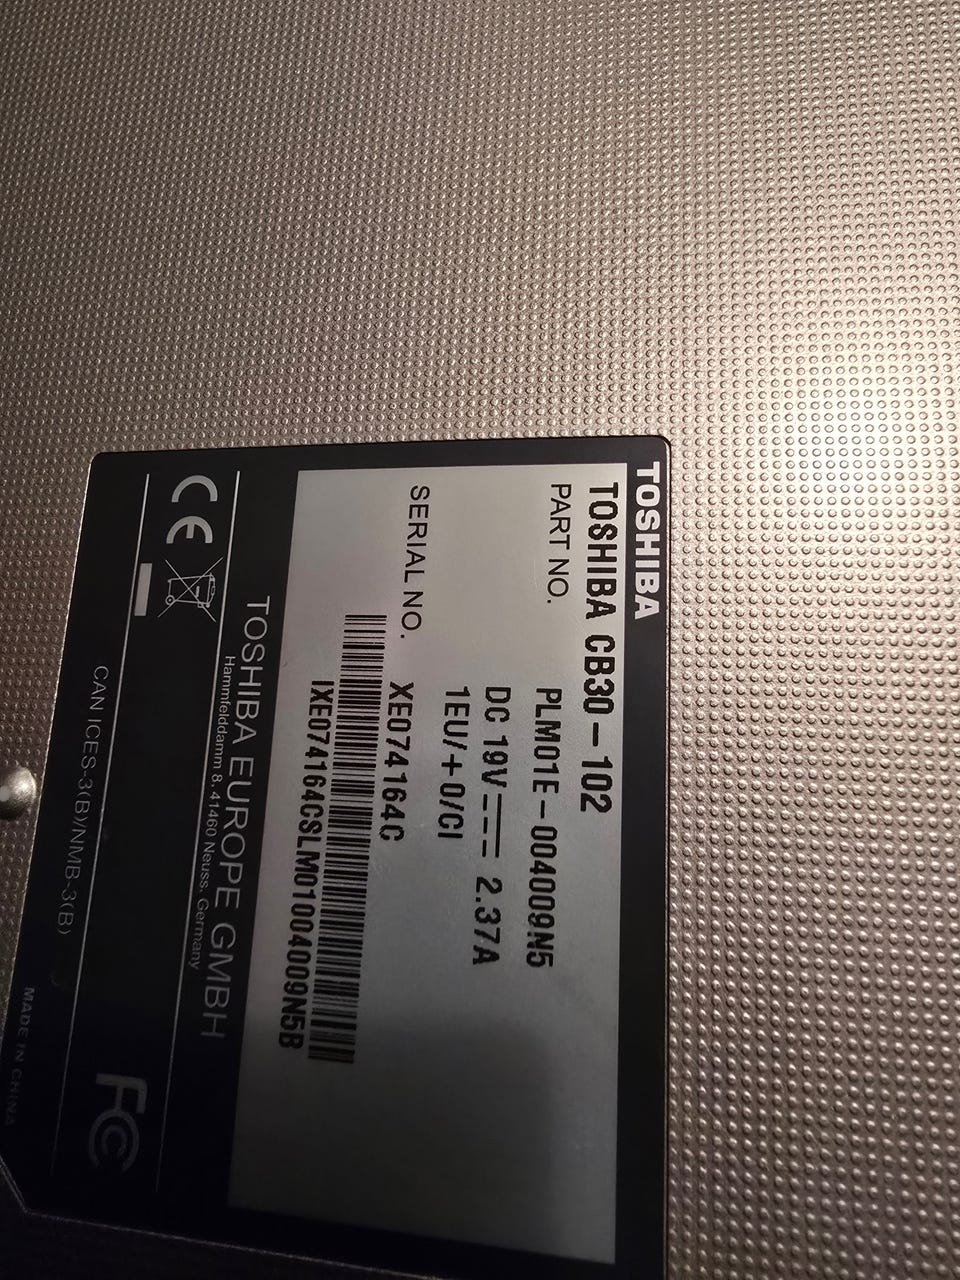 TOSHIBA
TOSHIBA CB30-102
PART NO. PLM01E-004009N5
DC 19V⎓ 2.37A
1EU/+0/CI
SERIAL NO. XE074164C
IXE074164CSLM01004009N5B
TOSHIBA EUROPE GMBH
Hammfelddamm 8. 41460 Neuss. Germany
CE
FC
CAN ICES-3(B)/NMB-3(B)
MADE IN CHINA